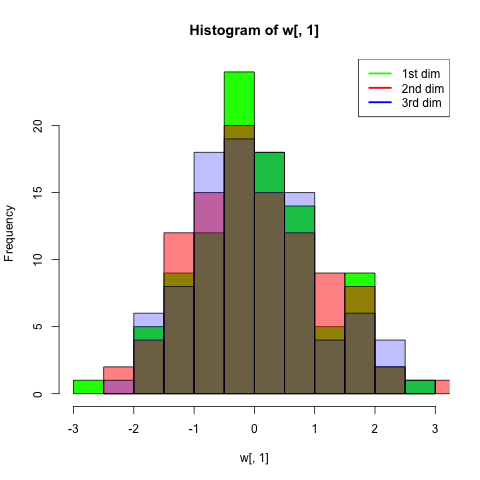 Histogram of w[, 1]
1st dim
2nd dim
3rd dim
Frequency
20
15
10
5
0
-3 -2 -1 0 1 2 3
w[, 1]